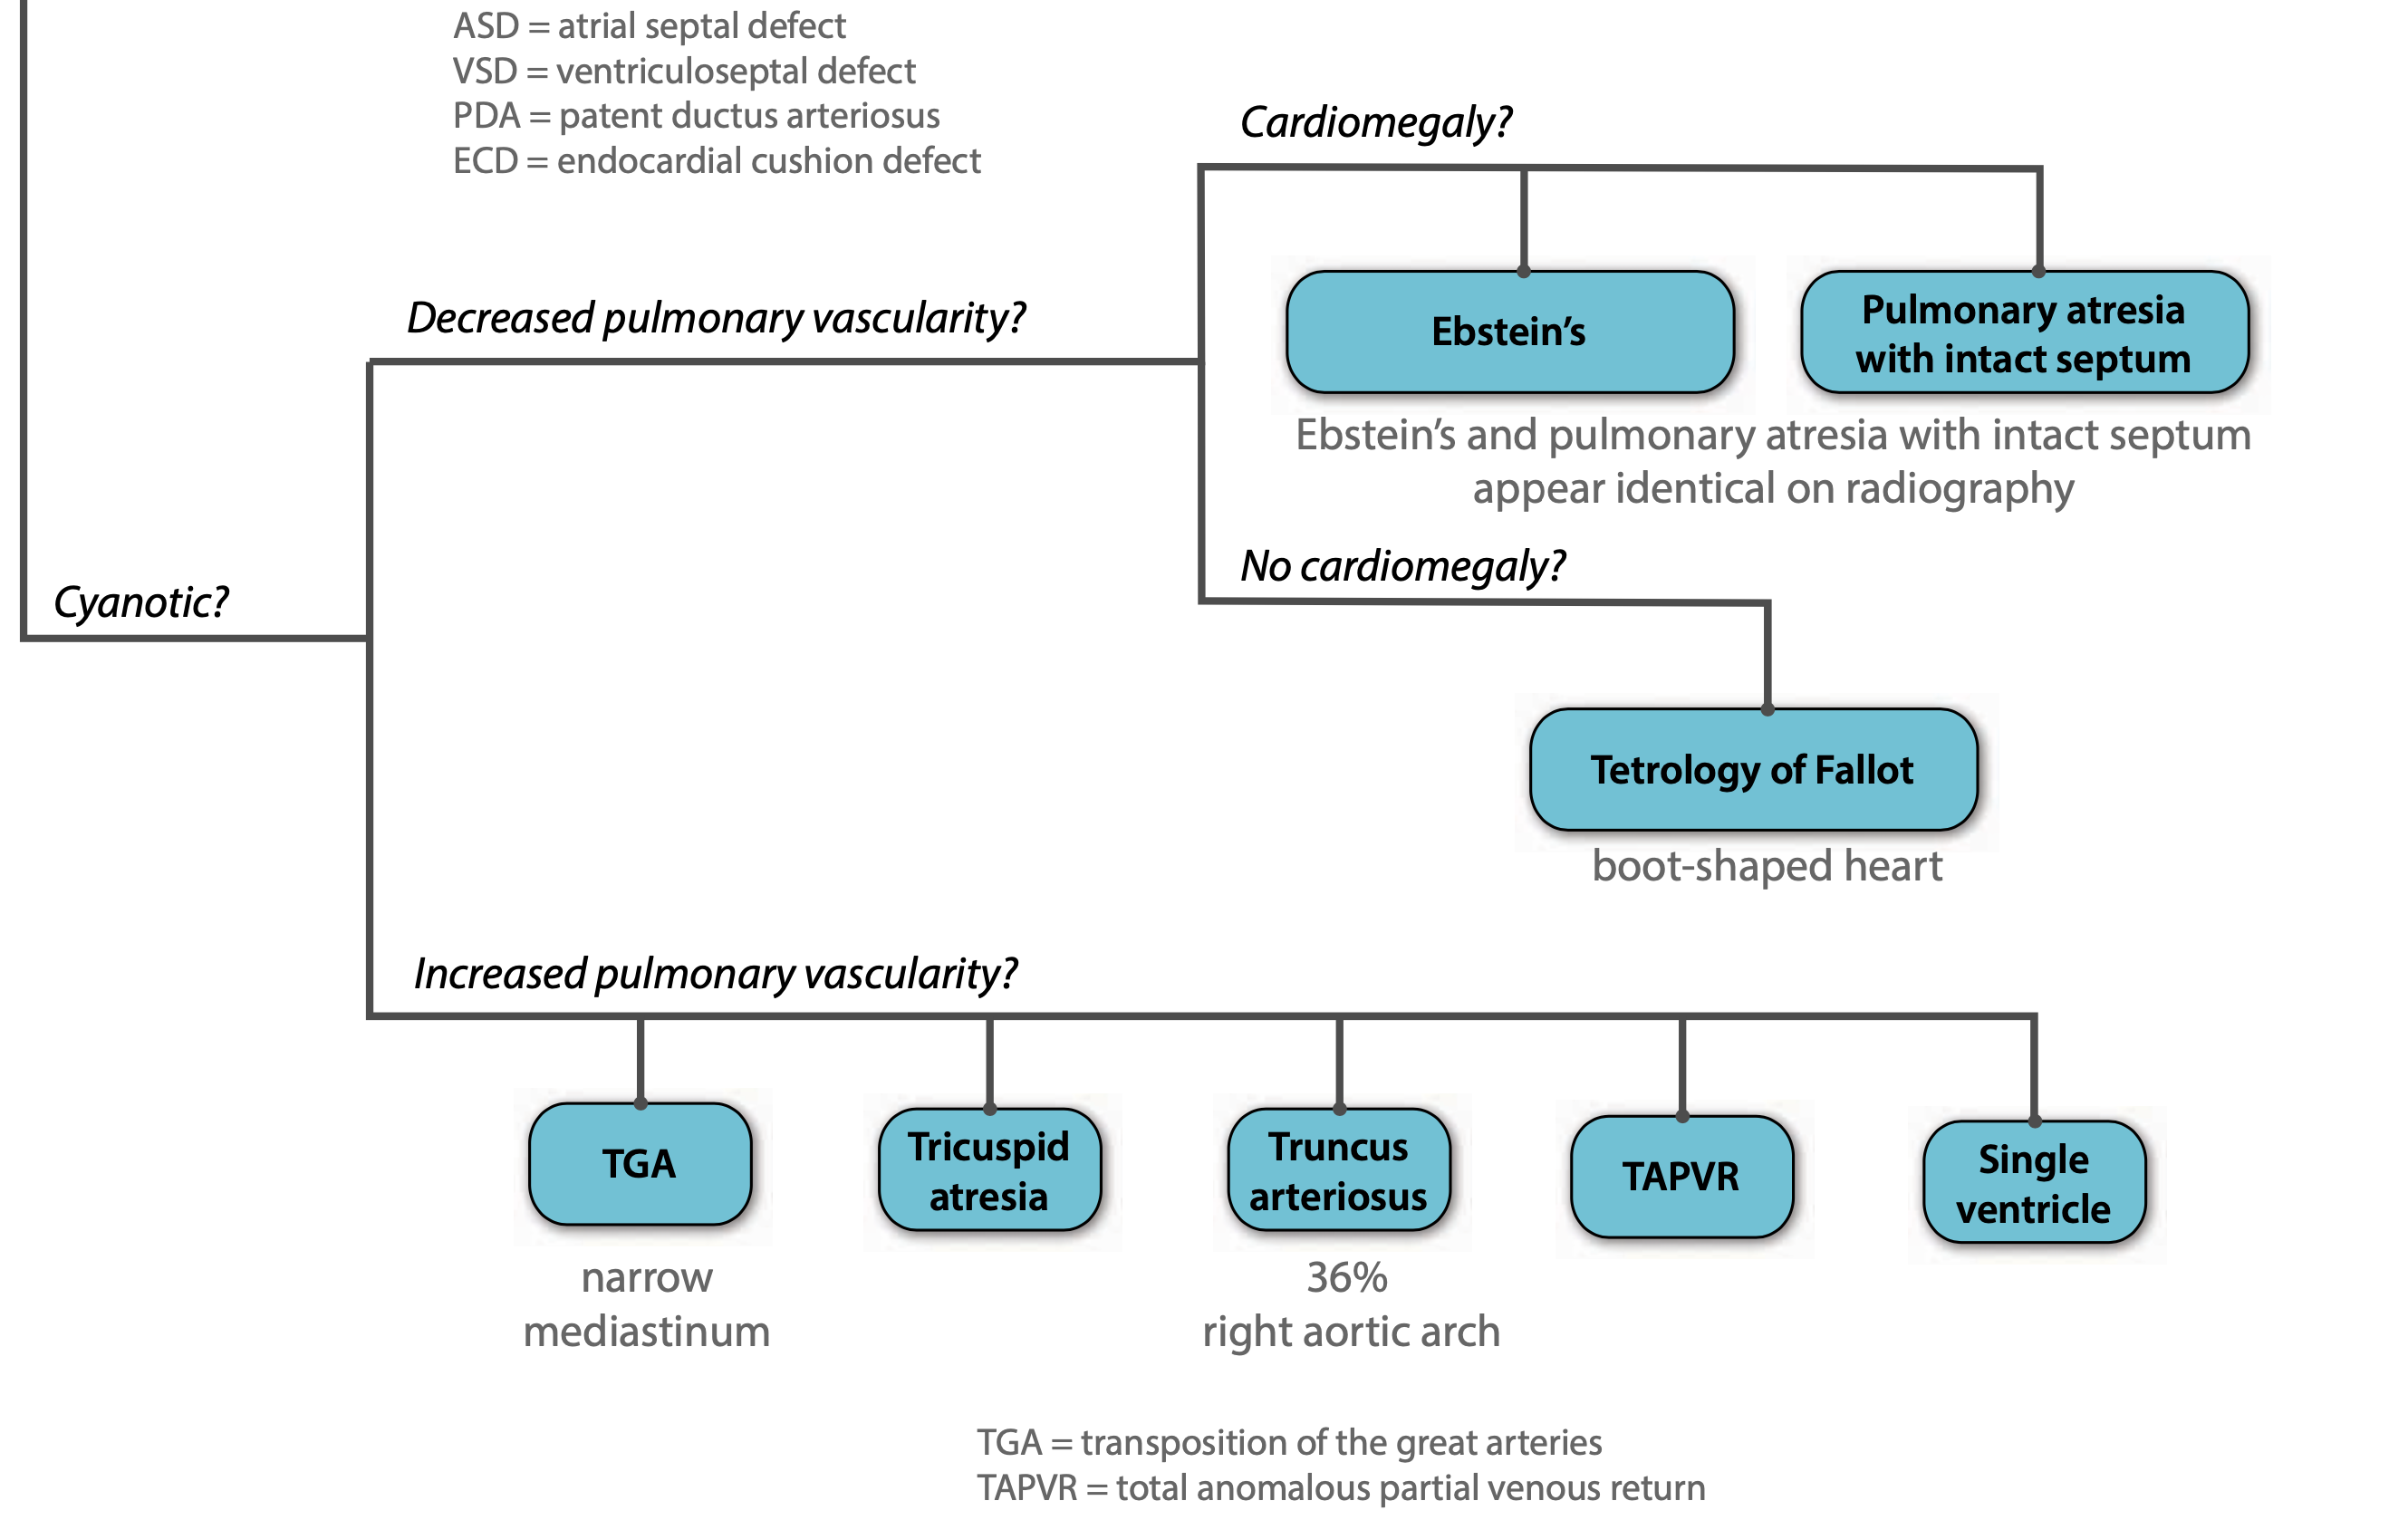 ASD = atrial septal defect
VSD = ventriculoseptal defect
PDA = patent ductus arteriosus
ECD = endocardial cushion defect
Cardiomegaly?
Decreased pulmonary vascularity?
Ebstein’s
Pulmonary atresia
with intact septum
Ebstein’s and pulmonary atresia with intact septum
appear identical on radiography
No cardiomegaly?
Cyanotic?
Tetrology of Fallot
boot-shaped heart
Increased pulmonary vascularity?
TGA
narrow
mediastinum
Tricuspid
atresia
Truncus
arteriosus
36%
right aortic arch
TAPVR
Single
ventricle
TGA = transposition of the great arteries
TAPVR = total anomalous partial venous return